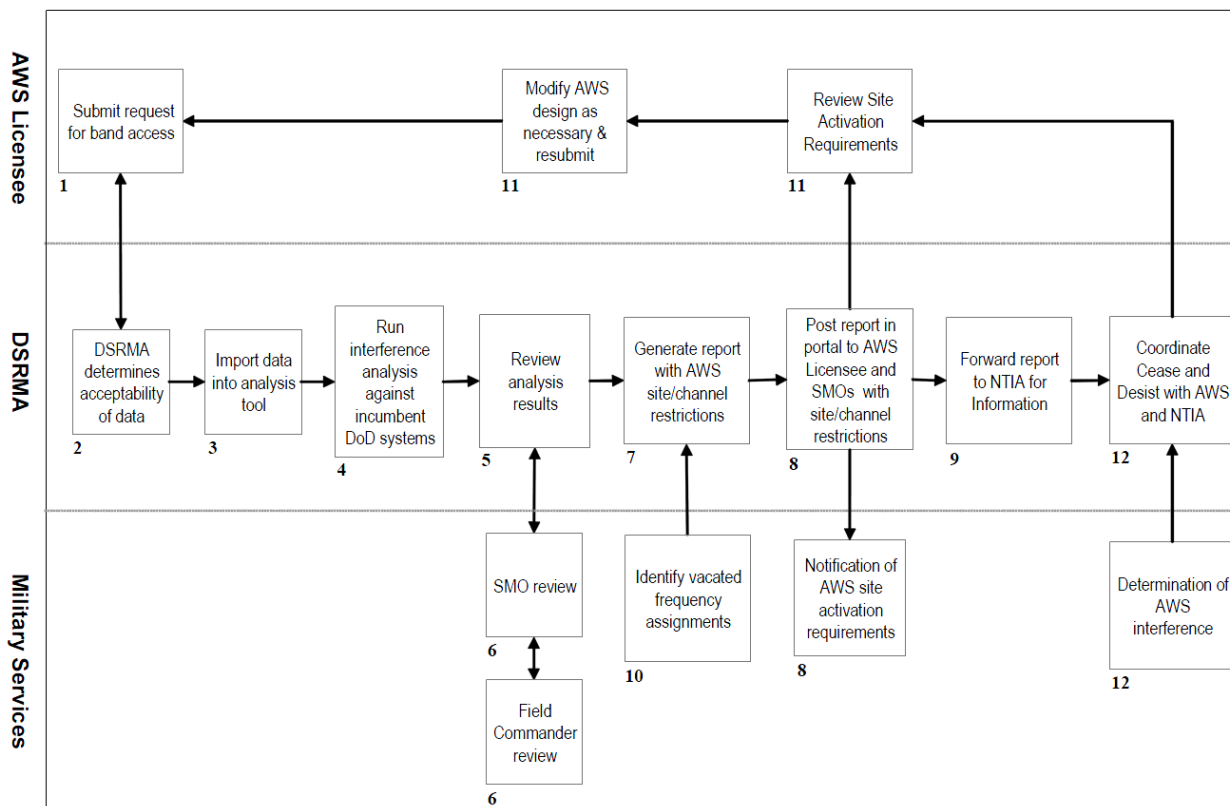 AWS Licensee
Submit request
for band access
1
Modify AWS
design as
necessary &
resubmit
11
Review Site
Activation
Requirements
11
DSRMA
DSRMA
determines
acceptability
of data
2
Import data
into analysis
tool
3
Run
interference
analysis
against
incumbent
DoD systems
4
Review
analysis
results
5
Generate report
with AWS
site/channel
restrictions
7
Post report in
portal to AWS
Licensee and
SMOs with
site/channel
restrictions
8
Forward report
to NTIA for
Information
9
Coordinate
Cease and
Desist with AWS
and NTIA
12
Military Services
SMO review
6
Field
Commander
review
6
Identify vacated
frequency
assignments
10
Notification of
AWS site
activation
requirements
8
Determination of
AWS
interference
12